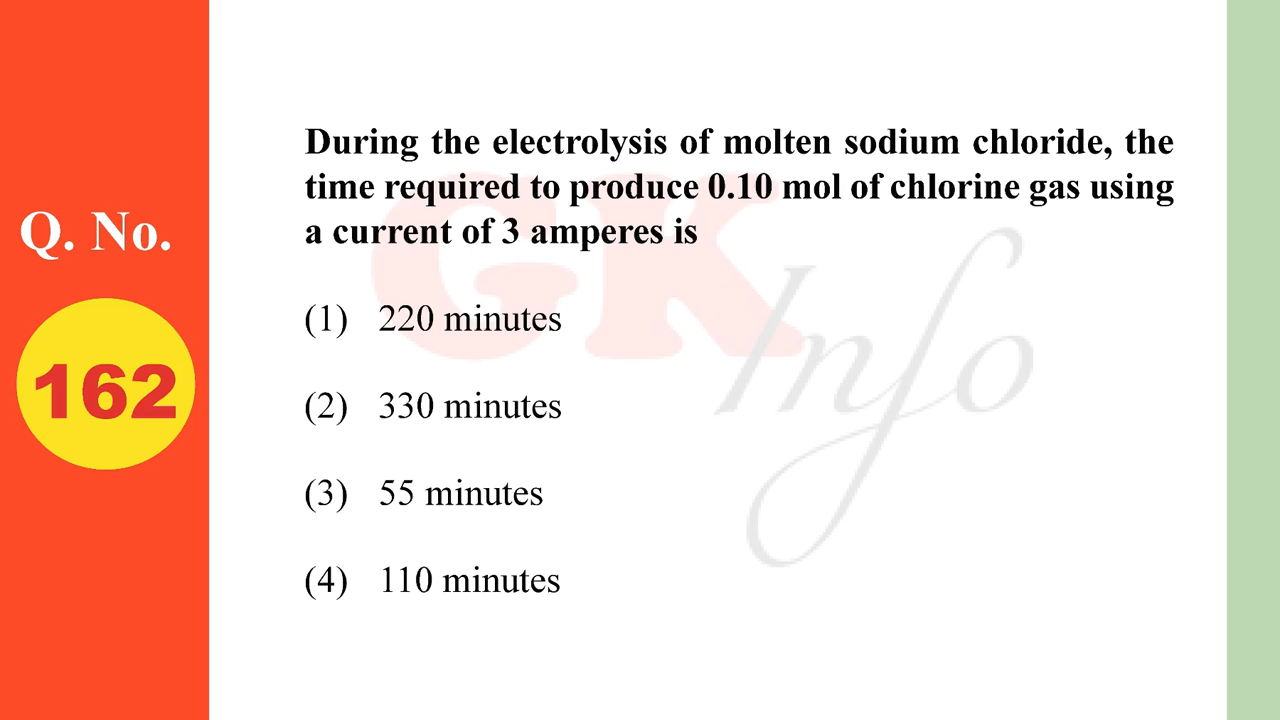 Q. No.
162
During the electrolysis of molten sodium chloride, the
time required to produce 0.10 mol of chlorine gas using
a current of 3 amperes is
(1) 220 minutes
(2) 330 minutes
(3) 55 minutes
(4) 110 minutes
GK
Info